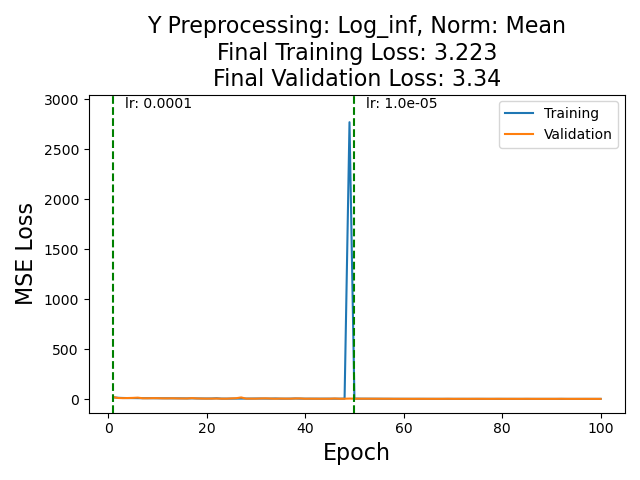 Y Preprocessing: Log_inf, Norm: Mean
Final Training Loss: 3.223
Final Validation Loss: 3.34
lr: 0.0001
lr: 1.0e-05
Training
Validation
MSE Loss
3000
2500
2000
1500
1000
500
0
0 20 40 60 80 100
Epoch